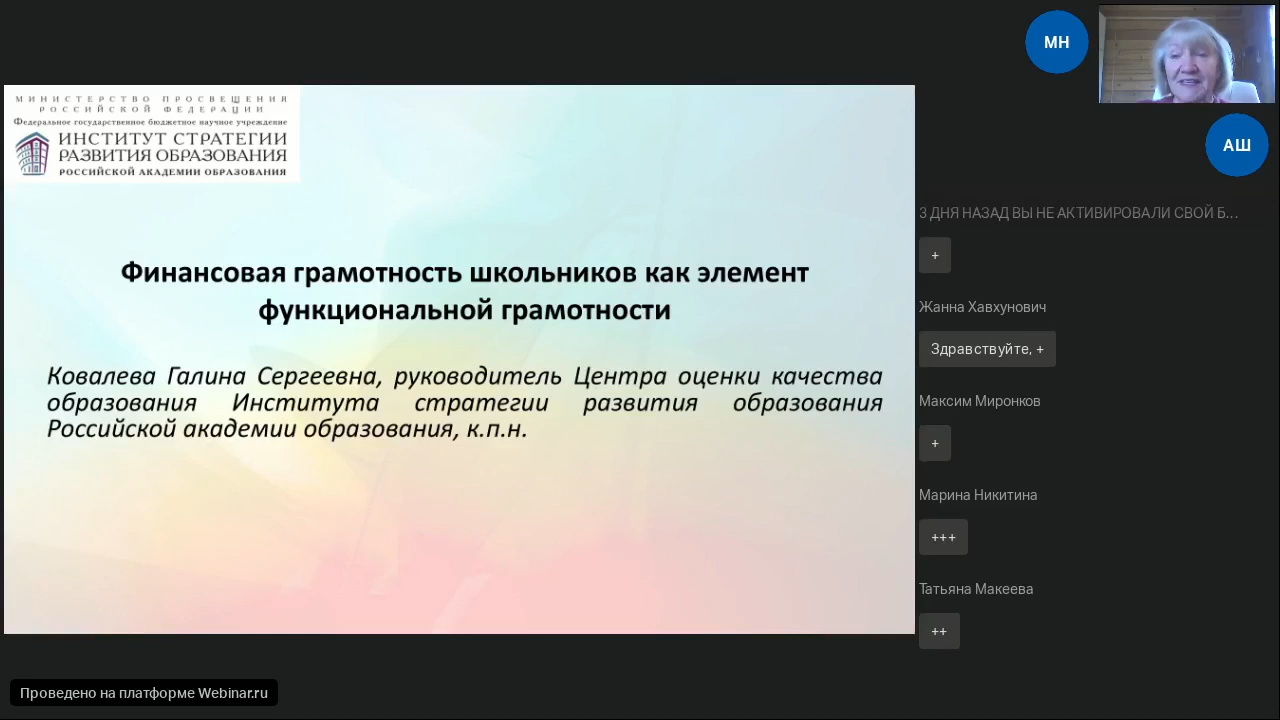 МИНИСТЕРСТВО ПРОСВЕЩЕНИЯ
РОССИЙСКОЙ ФЕДЕРАЦИИ
Федеральное государственное бюджетное научное учреждение
ИНСТИТУТ СТРАТЕГИИ
РАЗВИТИЯ ОБРАЗОВАНИЯ
РОССИЙСКОЙ АКАДЕМИИ ОБРАЗОВАНИЯ
Финансовая грамотность школьников как элемент
функциональной грамотности
Ковалева Галина Сергеевна, руководитель Центра оценки качества
образования Института стратегии развития образования
Российской академии образования, к.п.н.
МН
АШ
3 ДНЯ НАЗАД ВЫ НЕ АКТИВИРОВАЛИ СВОЙ Б...
+
Жанна Хавхунович
Здравствуйте, +
Максим Миронков
+
Марина Никитина
+++
Татьяна Макеева
++
Проведено на платформе Webinar.ru